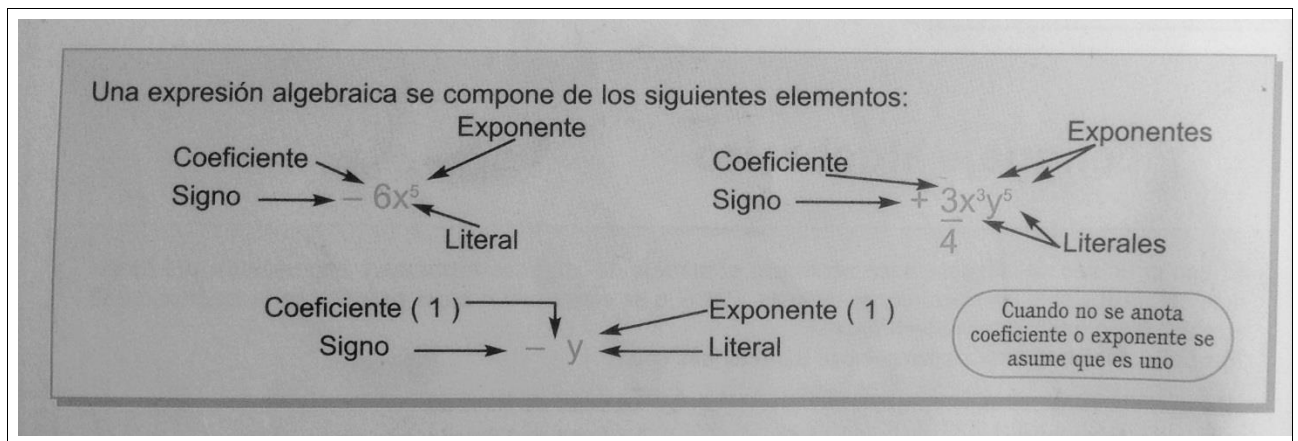 Una expresión algebraica se compone de los siguientes elementos:
Exponente
Coeficiente
Signo
− 6x⁵
Literal
Exponentes
Coeficiente
Signo
+ 3x³y⁵
4
Literales
Coeficiente ( 1 )
Exponente ( 1 )
Signo
− y
Literal
Cuando no se anota
coeficiente o exponente se
asume que es uno